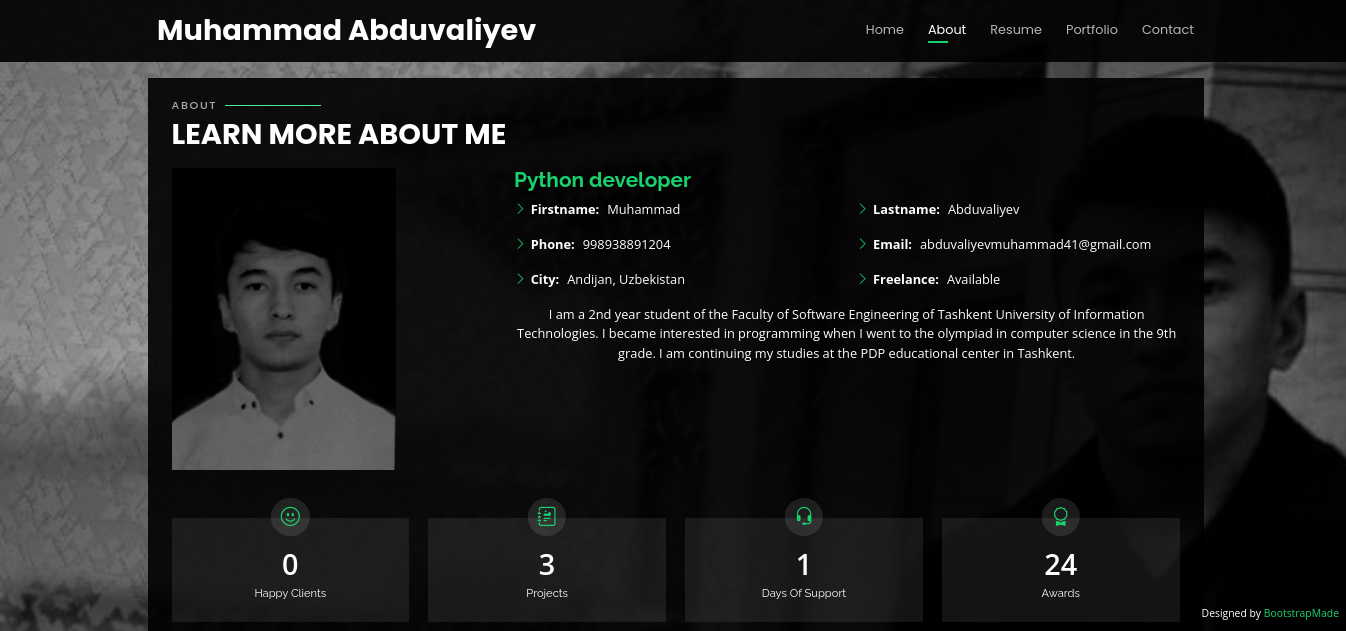 Muhammad Abduvaliyev
Home About Resume Portfolio Contact
ABOUT
LEARN MORE ABOUT ME
Python developer
Firstname: Muhammad
Lastname: Abduvaliyev
Phone: 998938891204
Email: abduvaliyevmuhammad41@gmail.com
City: Andijan, Uzbekistan
Freelance: Available
I am a 2nd year student of the Faculty of Software Engineering of Tashkent University of Information
Technologies. I became interested in programming when I went to the olympiad in computer science in the 9th
grade. I am continuing my studies at the PDP educational center in Tashkent.
0
Happy Clients
3
Projects
1
Days Of Support
24
Awards
Designed by BootstrapMade